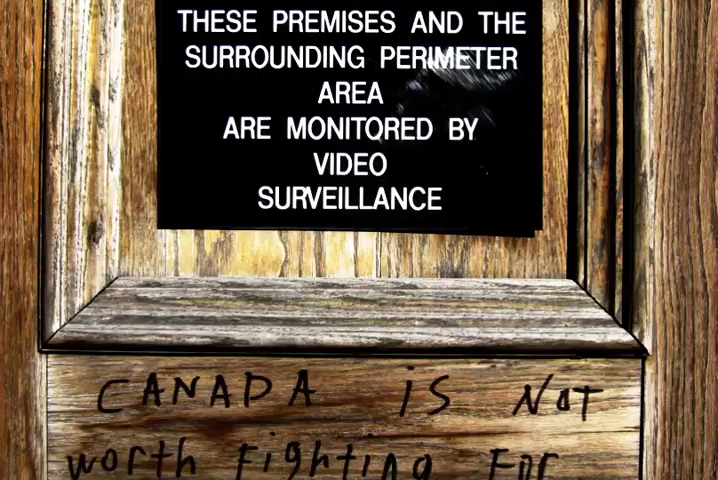 THESE PREMISES AND THE
SURROUNDING PERIMETER
AREA
ARE MONITORED BY
VIDEO
SURVEILLANCE
CANADA iS NOT
worth Fighting FOr